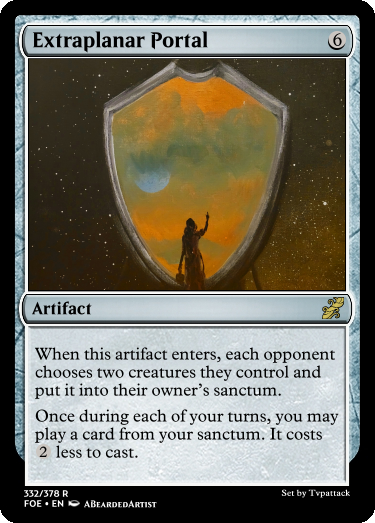 Extraplanar Portal 6
Artifact
When this artifact enters, each opponent
chooses two creatures they control and
put it into their owner's sanctum.
Once during each of your turns, you may
play a card from your sanctum. It costs
2 less to cast.
332/378 R
FOE • EN ABeardedArtist
Set by Tvpattack